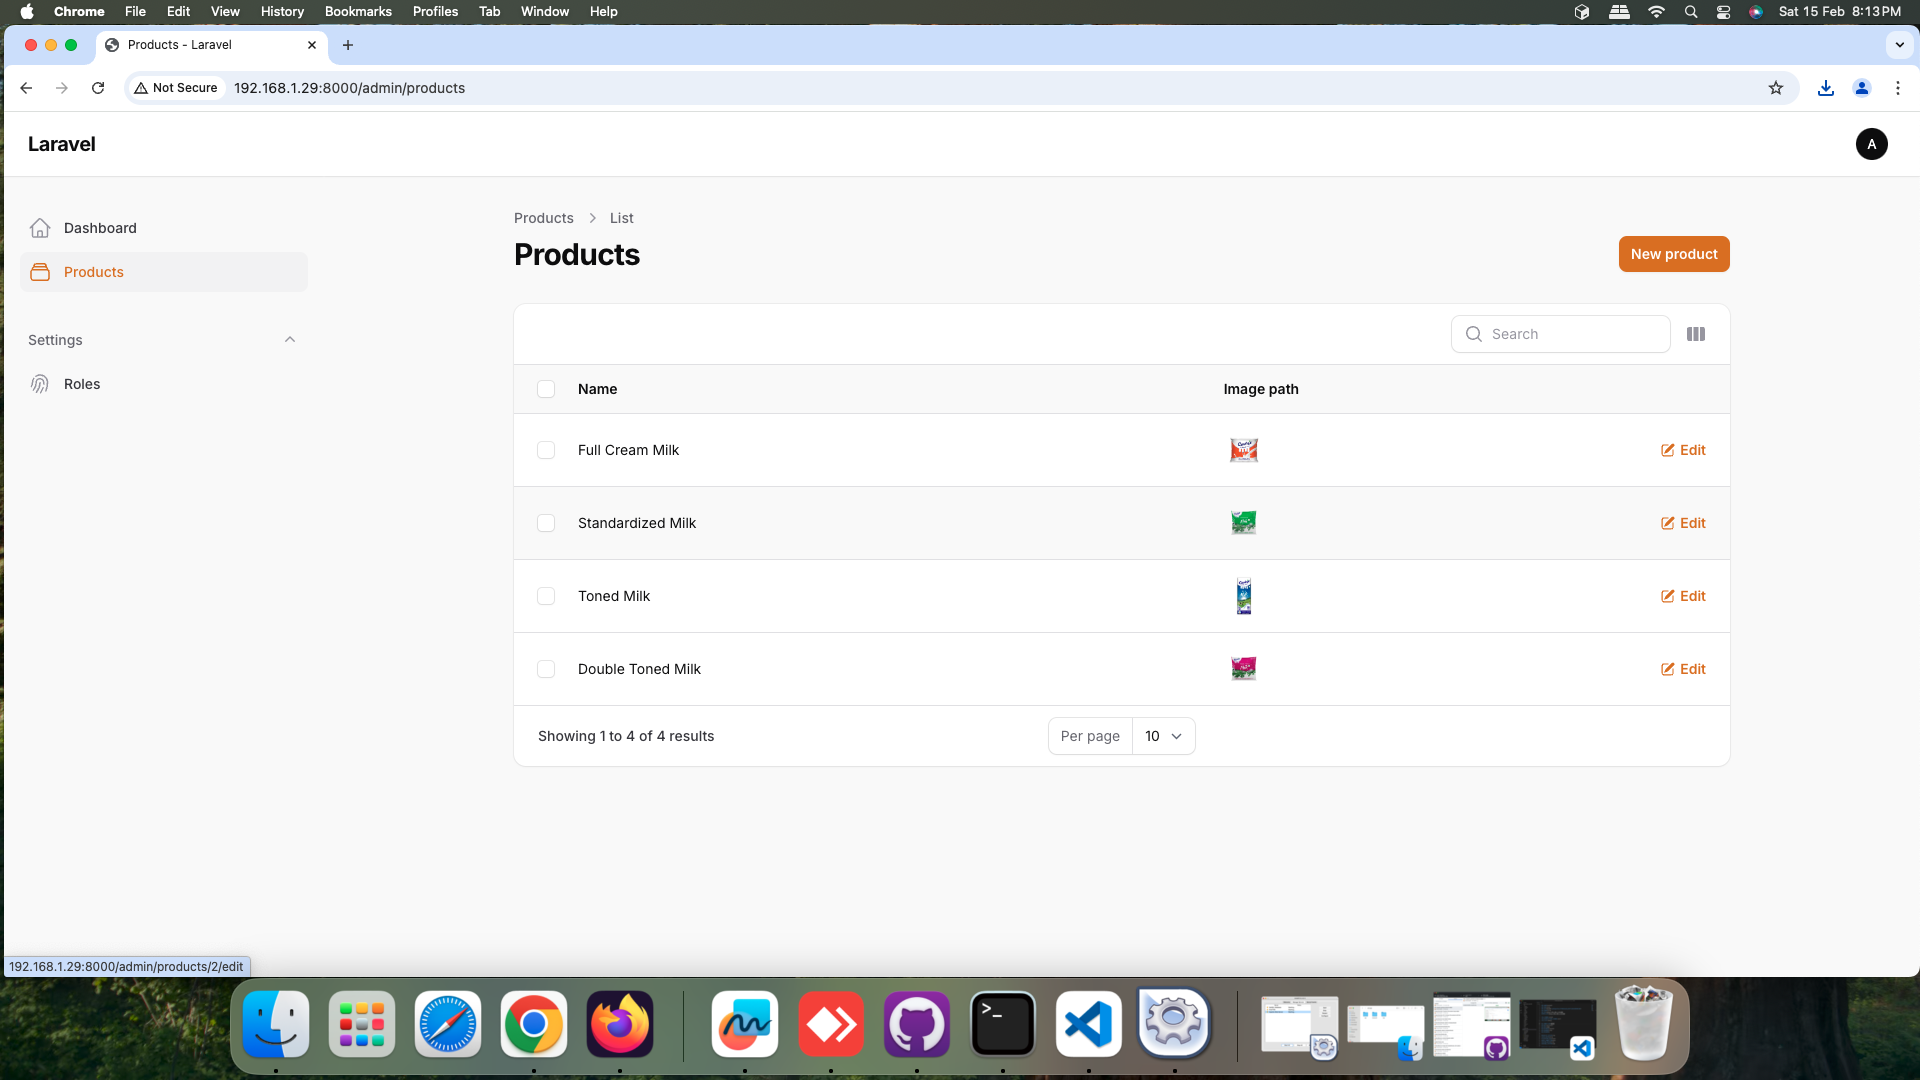 Chrome File Edit View History Bookmarks Profiles Tab Window Help Sat 15 Feb 8:13 PM
Products - Laravel
Not Secure 192.168.1.29:8000/admin/products
Laravel
A
Products List
Dashboard
Products
New product
Products
Search
Settings
Roles
Name Image path
Full Cream Milk Edit
Standardized Milk Edit
Toned Milk Edit
Double Toned Milk Edit
Showing 1 to 4 of 4 results Per page 10
192.168.1.29:8000/admin/products/2/edit